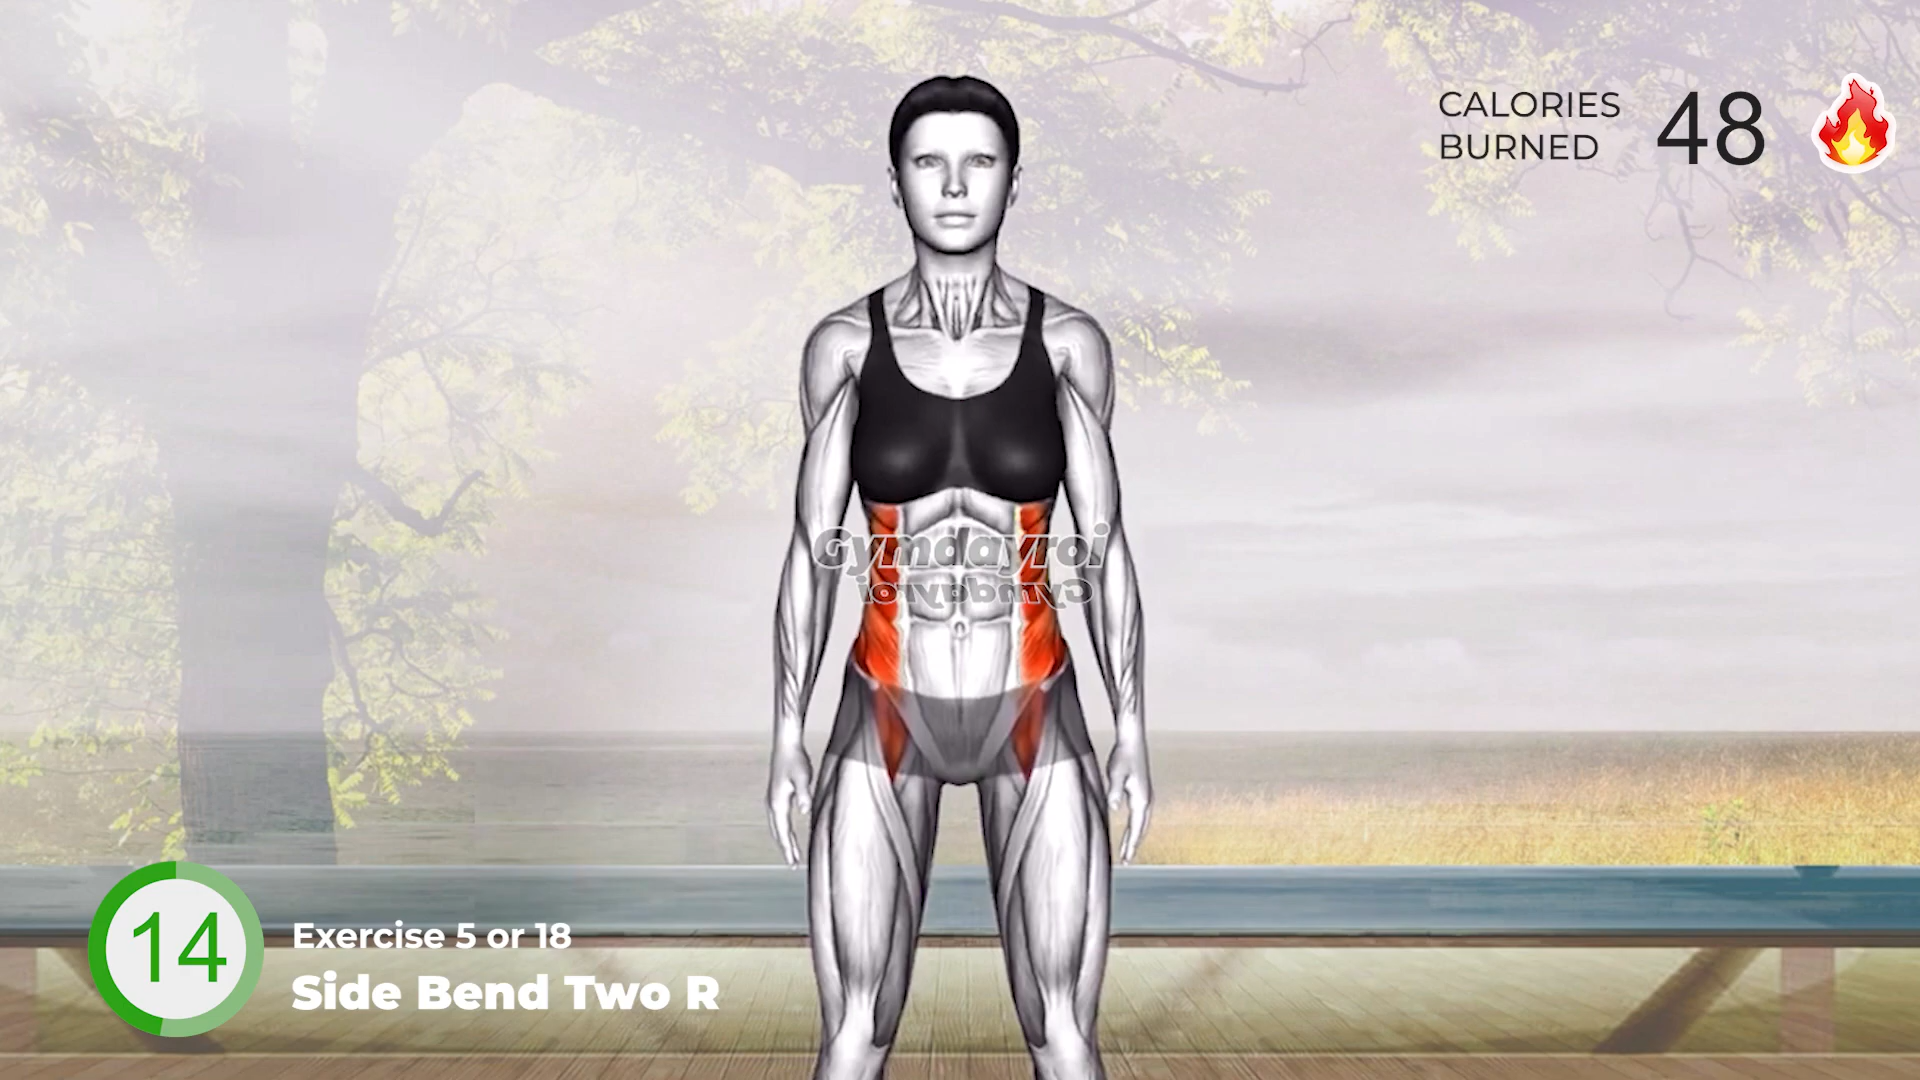 CALORIES
BURNED
48
Gymdayroi
Gymdayroi
14
Exercise 5 or 18
Side Bend Two R